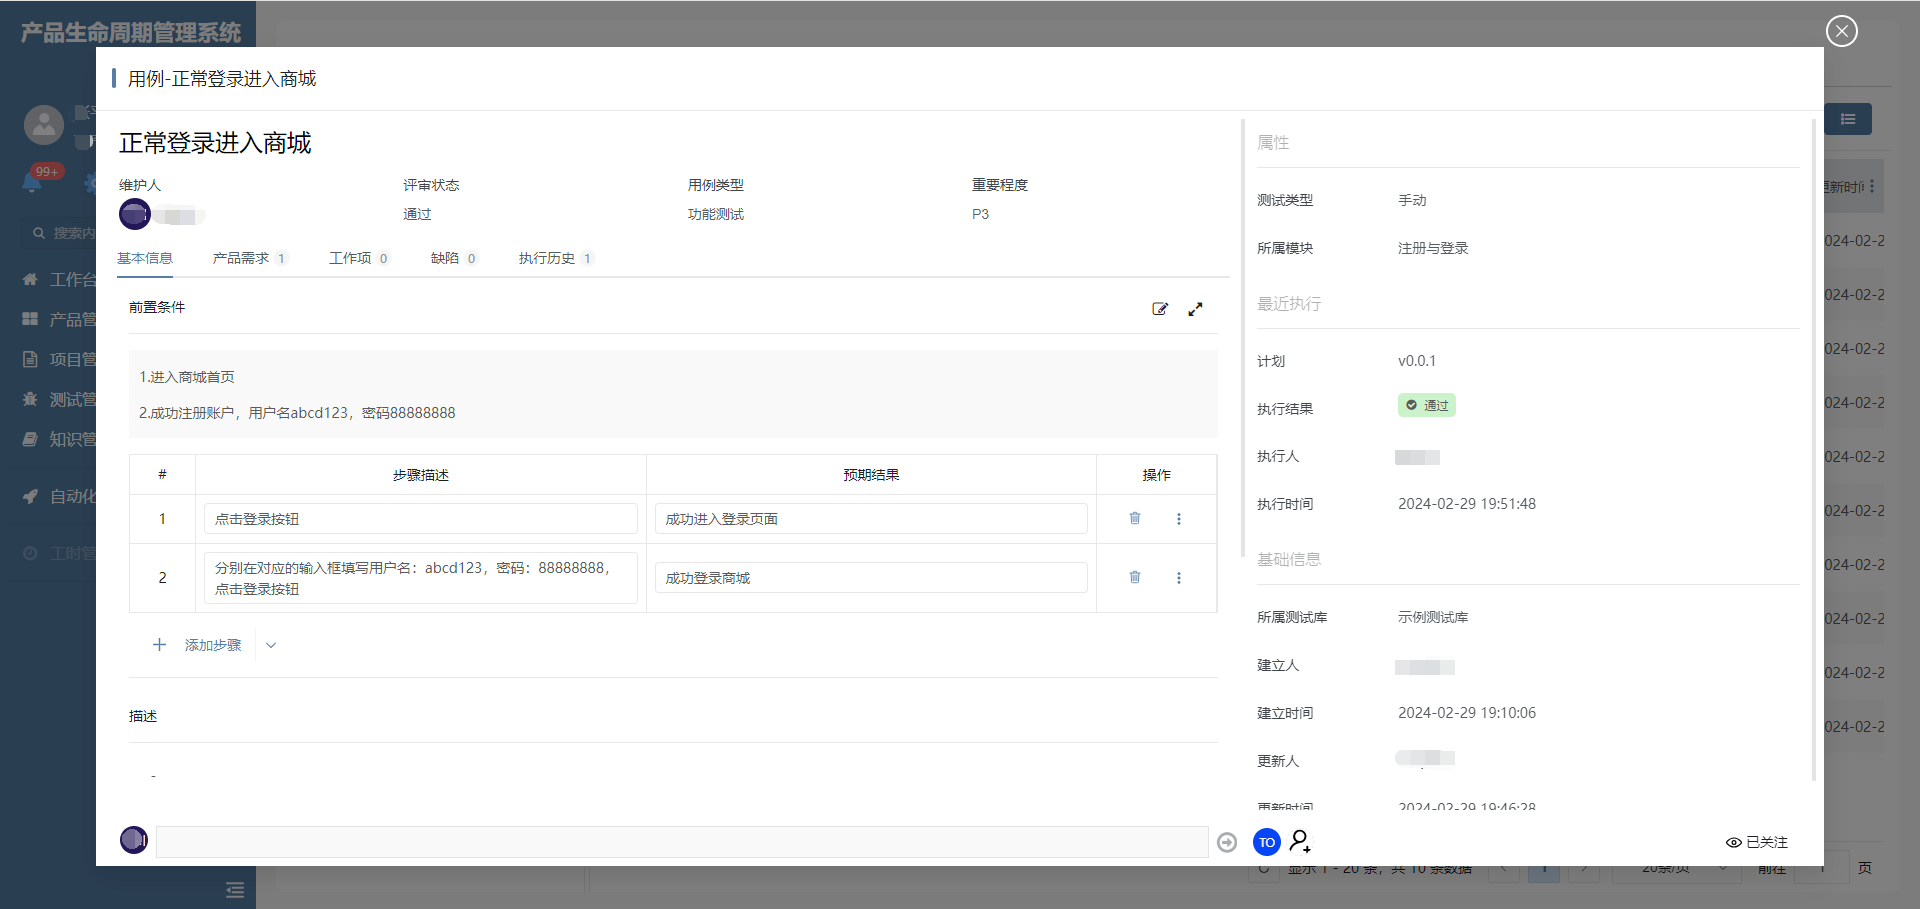 产品生命周期管理系统
用例-正常登录进入商城
正常登录进入商城
维护人
评审状态
用例类型
重要程度
通过
功能测试
P3
基本信息
产品需求 1
工作项 0
缺陷 0
执行历史 1
前置条件
1.进入商城首页
2.成功注册账户，用户名abcd123，密码88888888
# 步骤描述 预期结果 操作
1 点击登录按钮 成功进入登录页面
2 分别在对应的输入框填写用户名：abcd123，密码：88888888，
点击登录按钮
成功登录商城
添加步骤
描述
-
属性
测试类型 手动
所属模块 注册与登录
最近执行
计划 v0.0.1
执行结果 通过
执行人
执行时间 2024-02-29 19:51:48
基础信息
所属测试库 示例测试库
建立人
建立时间 2024-02-29 19:10:06
更新人
更新时间 2024-02-29 19:46:28
TO
已关注
99+
搜索内
工作台
产品管
项目管
测试管
知识管
自动化
工时管
更新时间
024-02-2
024-02-2
024-02-2
024-02-2
024-02-2
024-02-2
024-02-2
024-02-2
024-02-2
024-02-2
显示 1 - 20 条，共 10 条数据
1
20条/页
前往 1 页